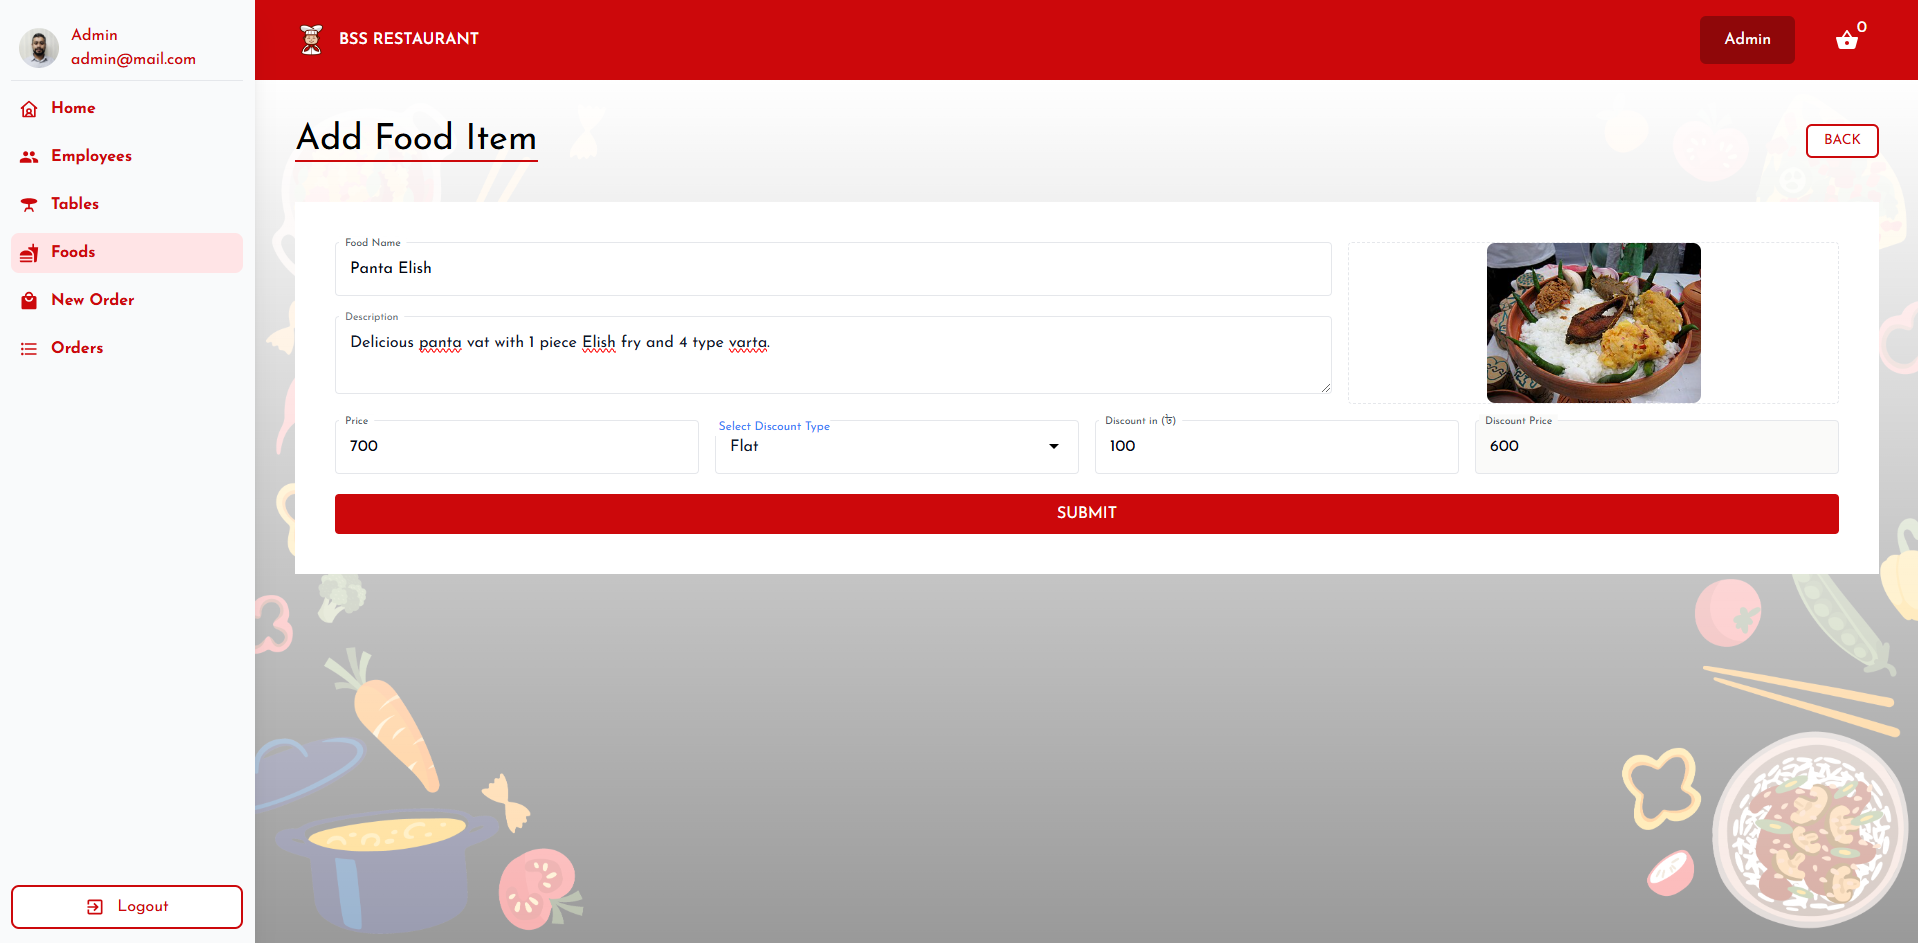 Admin
admin@mail.com
Home
Employees
Tables
Foods
New Order
Orders
Logout
BSS RESTAURANT
Admin
0
Add Food Item
BACK
Food Name
Panta Elish
Description
Delicious panta vat with 1 piece Elish fry and 4 type varta.
Price
700
Select Discount Type
Flat
Discount in (৳)
100
Discount Price
600
SUBMIT